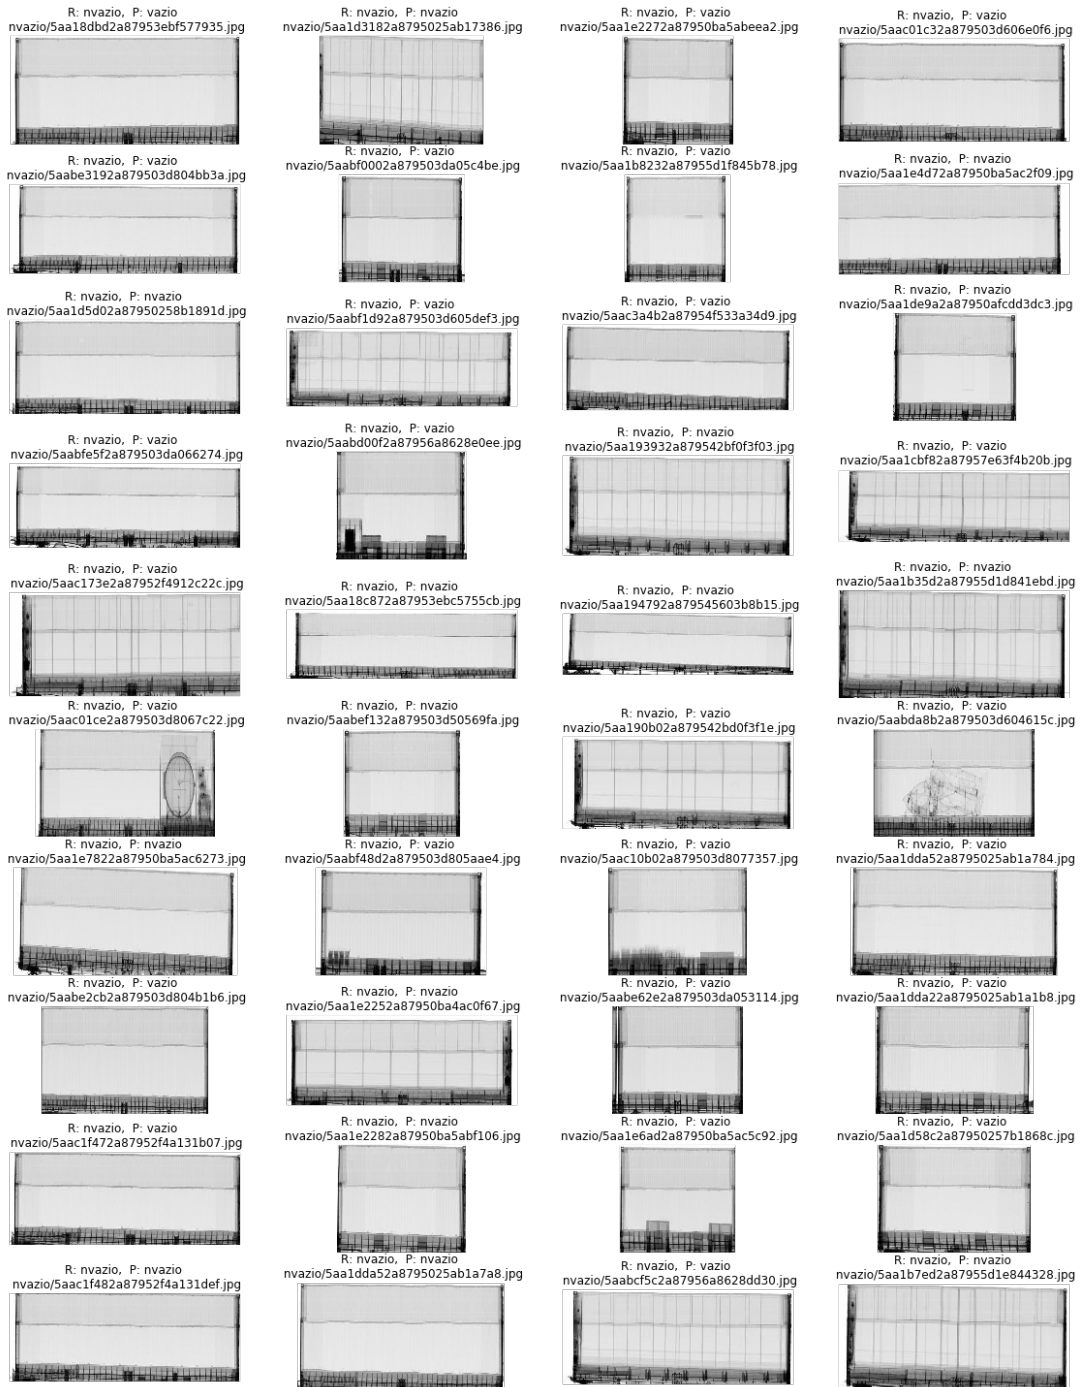 R: nvazio, P: vazio
nvazio/5aa18dbd2a87953ebf577935.jpg
R: nvazio, P: nvazio
nvazio/5aa1d3182a8795025ab17386.jpg
R: nvazio, P: vazio
nvazio/5aa1e2272a87950ba5abeea2.jpg
R: nvazio, P: vazio
nvazio/5aac01c32a879503d606e0f6.jpg
R: nvazio, P: vazio
nvazio/5aabe3192a879503d804bb3a.jpg
R: nvazio, P: vazio
nvazio/5aabf0002a879503da05c4be.jpg
R: nvazio, P: vazio
nvazio/5aa1b8232a87955d1f845b78.jpg
R: nvazio, P: vazio
nvazio/5aa1e4d72a87950ba5ac2f09.jpg
R: nvazio, P: nvazio
nvazio/5aa1d5d02a87950258b1891d.jpg
R: nvazio, P: nvazio
nvazio/5aabf1d92a879503d605def3.jpg
R: nvazio, P: vazio
nvazio/5aac3a4b2a87954f533a34d9.jpg
R: nvazio, P: vazio
nvazio/5aa1de9a2a87950afcdd3dc3.jpg
R: nvazio, P: vazio
nvazio/5aabfe5f2a879503da066274.jpg
R: nvazio, P: vazio
nvazio/5aabd00f2a87956a8628e0ee.jpg
R: nvazio, P: nvazio
nvazio/5aa193932a879542bf0f3f03.jpg
R: nvazio, P: vazio
nvazio/5aa1cbf82a87957e63f4b20b.jpg
R: nvazio, P: vazio
nvazio/5aac173e2a87952f4912c22c.jpg
R: nvazio, P: nvazio
nvazio/5aa18c872a87953ebc5755cb.jpg
R: nvazio, P: nvazio
nvazio/5aa194792a879545603b8b15.jpg
R: nvazio, P: nvazio
nvazio/5aa1b35d2a87955d1d841ebd.jpg
R: nvazio, P: vazio
nvazio/5aac01ce2a879503d8067c22.jpg
R: nvazio, P: vazio
nvazio/5aabef132a879503d50569fa.jpg
R: nvazio, P: vazio
nvazio/5aa190b02a879542bd0f3f1e.jpg
R: nvazio, P: vazio
nvazio/5aabda8b2a879503d604615c.jpg
R: nvazio, P: nvazio
nvazio/5aa1e7822a87950ba5ac6273.jpg
R: nvazio, P: vazio
nvazio/5aabf48d2a879503d805aae4.jpg
R: nvazio, P: vazio
nvazio/5aac10b02a879503d8077357.jpg
R: nvazio, P: vazio
nvazio/5aa1dda52a8795025ab1a784.jpg
R: nvazio, P: vazio
nvazio/5aabe2cb2a879503d804b1b6.jpg
R: nvazio, P: nvazio
nvazio/5aa1e2252a87950ba4ac0f67.jpg
R: nvazio, P: vazio
nvazio/5aabe62e2a879503da053114.jpg
R: nvazio, P: vazio
nvazio/5aa1dda22a8795025ab1a1b8.jpg
R: nvazio, P: vazio
nvazio/5aac1f472a87952f4a131b07.jpg
R: nvazio, P: vazio
nvazio/5aa1e2282a87950ba5abf106.jpg
R: nvazio, P: vazio
nvazio/5aa1e6ad2a87950ba5ac5c92.jpg
R: nvazio, P: vazio
nvazio/5aa1d58c2a87950257b1868c.jpg
R: nvazio, P: nvazio
nvazio/5aac1f482a87952f4a131def.jpg
R: nvazio, P: nvazio
nvazio/5aa1dda52a8795025ab1a7a8.jpg
R: nvazio, P: vazio
nvazio/5aabcf5c2a87956a8628dd30.jpg
R: nvazio, P: nvazio
nvazio/5aa1b7ed2a87955d1e844328.jpg